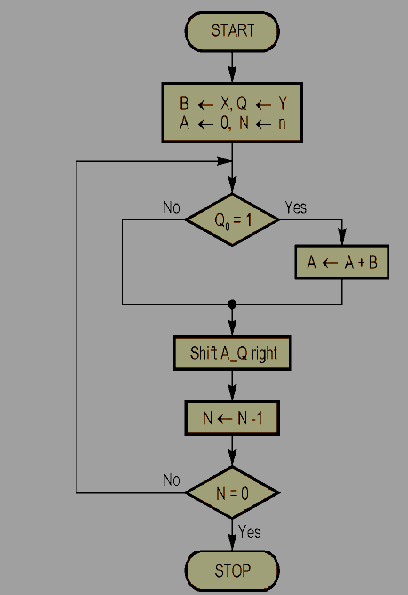 START
B ← X, Q ← Y
A ← 0, N ← n
No
Yes
Q₀ = 1
A ← A + B
Shift A_Q right
N ← N -1
No
N = 0
Yes
STOP